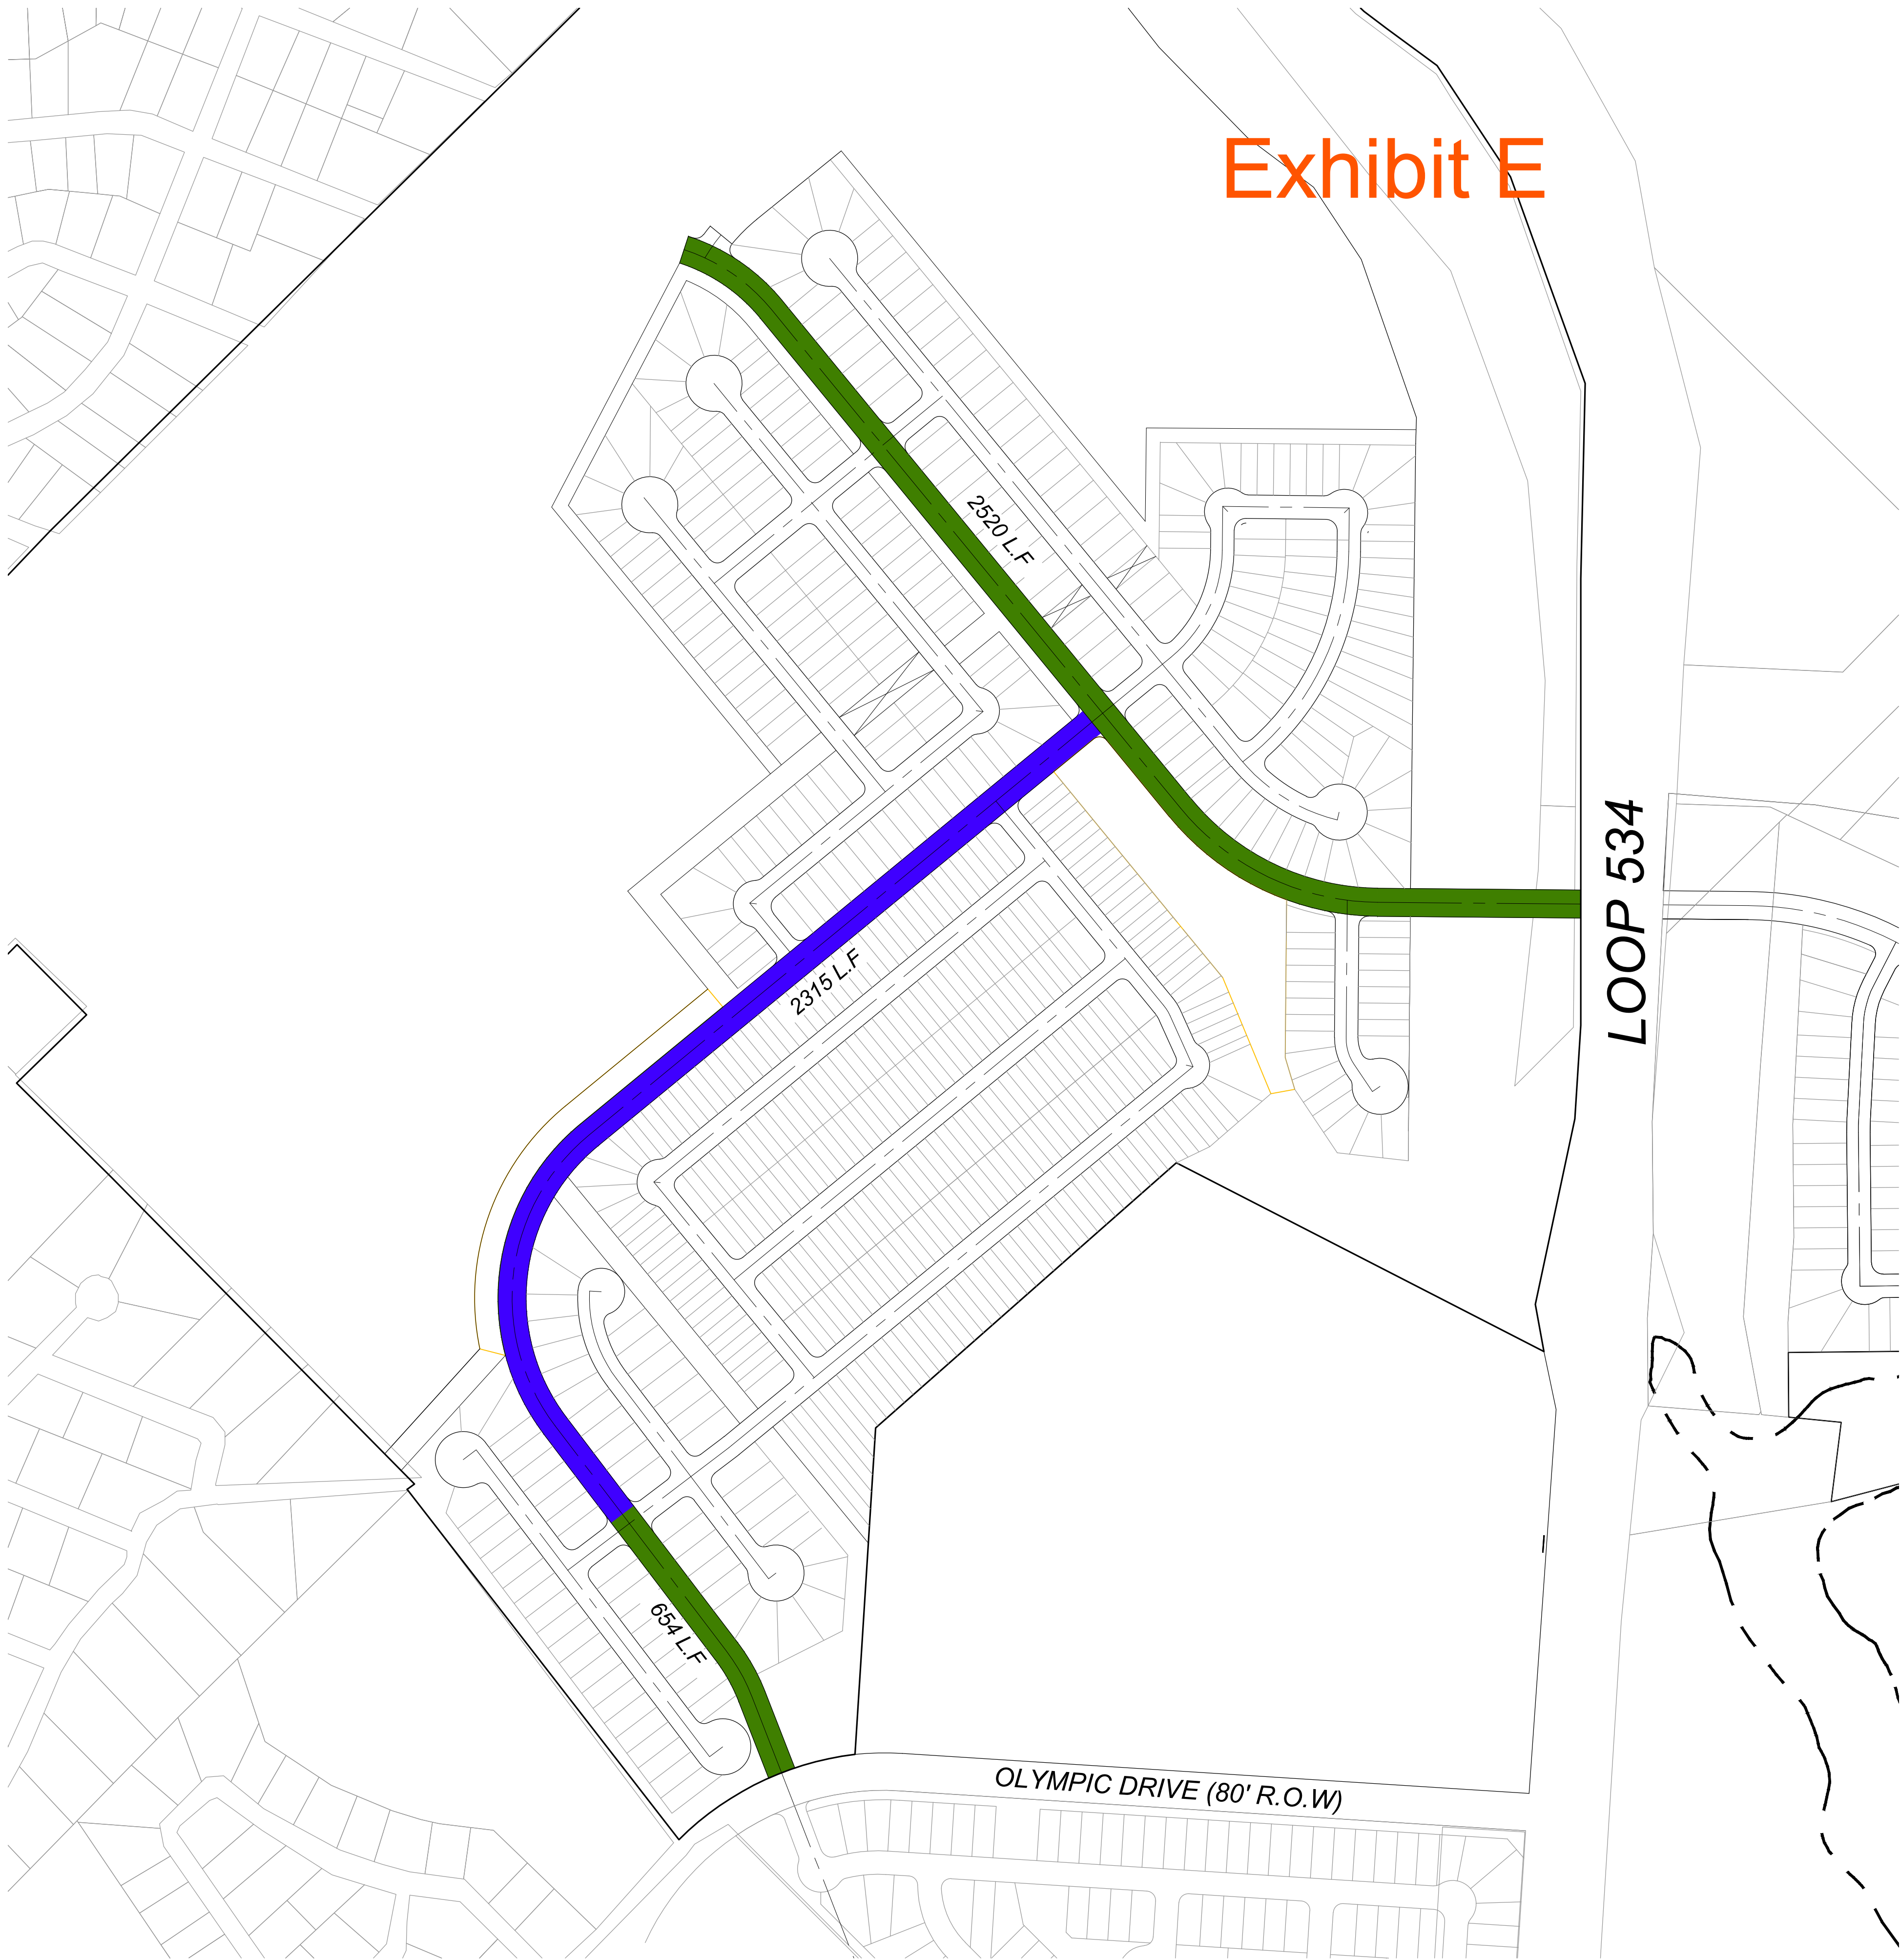 Exhibit E
2520 L.F
LOOP 534
2315 L.F
654 L.F
OLYMPIC DRIVE (80' R.O.W)